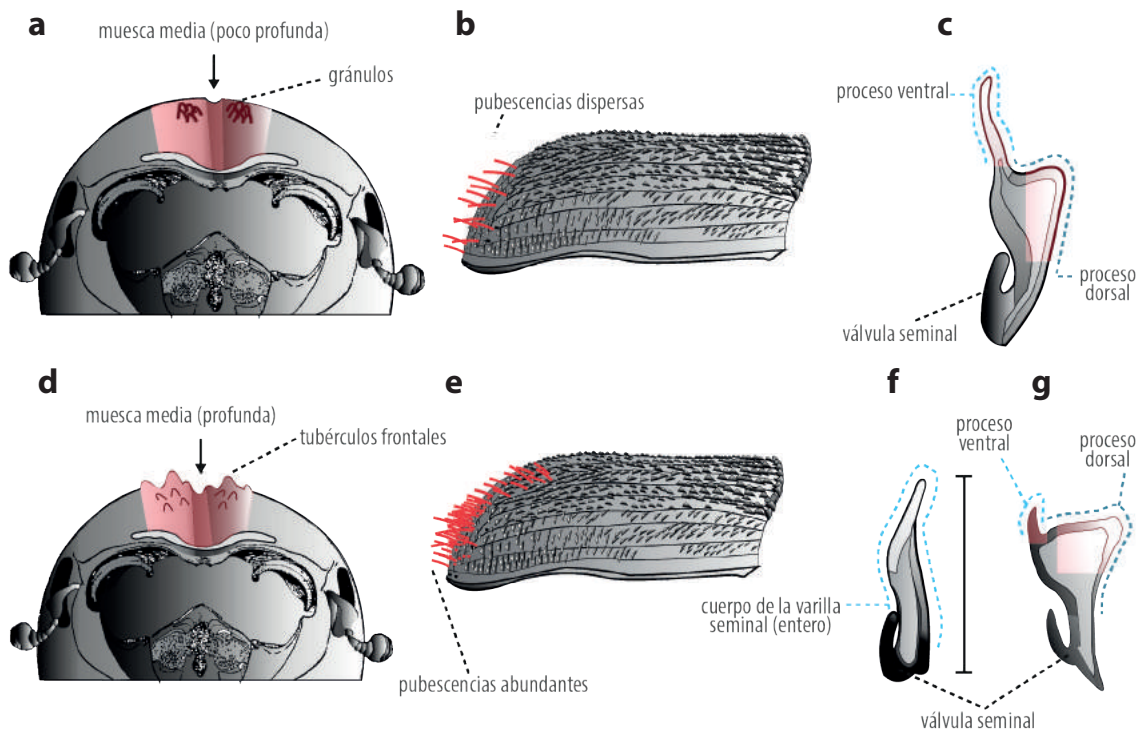 a
muesca media (poco profunda)
gránulos
b
pubescencias dispersas
c
proceso ventral
proceso
dorsal
válvula seminal
d
muesca media (profunda)
tubérculos frontales
e
pubescencias abundantes
f
g
proceso
ventral
proceso
dorsal
cuerpo de la varilla
seminal (entero)
válvula seminal